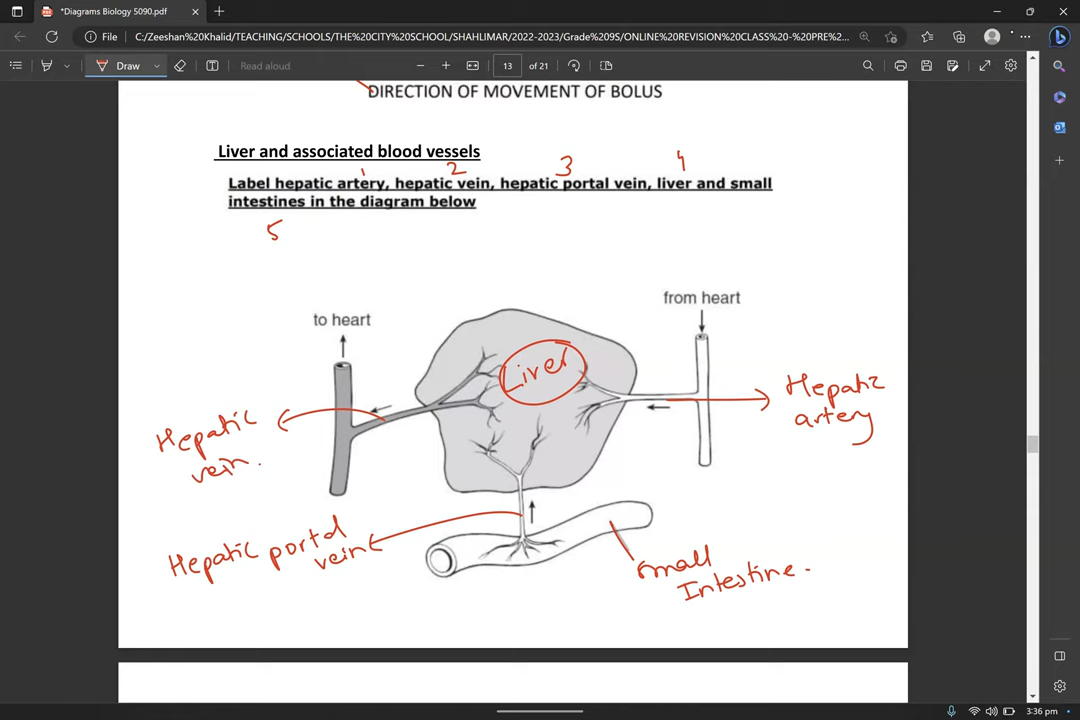 *Diagrams Biology 5090.pdf
File
C:/Zeeshan%20Khalid/TEACHING/SCHOOLS/THE%20CITY%20SCHOOL/SHAHLIMAR/2022-2023/Grade%209S/ONLINE%20REVISION%20CLASS%20-%20PRE%2...
Draw
Read aloud
13 of 21
DIRECTION OF MOVEMENT OF BOLUS
Liver and associated blood vessels
1 2 3 4
Label hepatic artery, hepatic vein, hepatic portal vein, liver and small
intestines in the diagram below
5
from heart
to heart
Liver
Hepatic
artery
Hepatic
vein.
Hepatic portal
vein
Small
Intestine.
3:36 pm